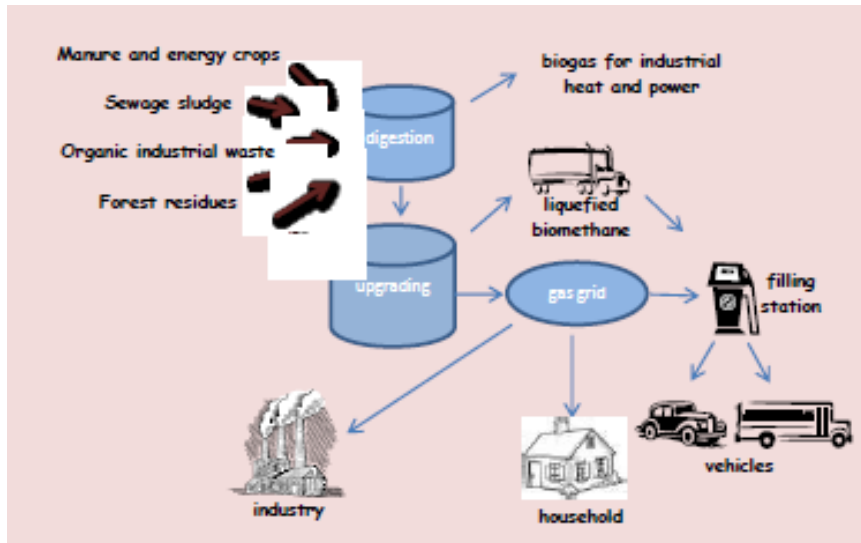 Manure and energy crops
Sewage sludge
Organic industrial waste
Forest residues
digestion
biogas for industrial
heat and power
liquefied
biomethane
upgrading
gas grid
filling
station
vehicles
industry
household